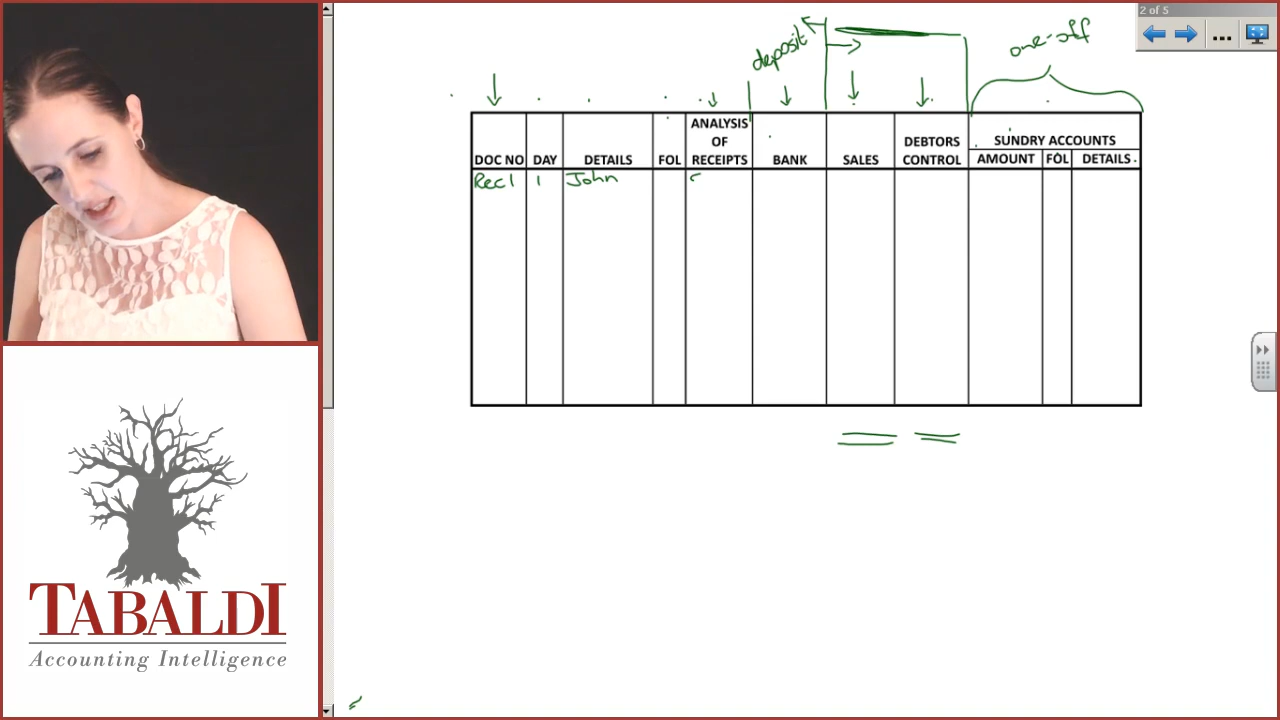 2 of 5
deposit
one-off
DOC NO DAY DETAILS FOL ANALYSIS OF RECEIPTS BANK SALES DEBTORS CONTROL SUNDRY ACCOUNTS
AMOUNT FOL DETAILS
Rec1 1 John
TABALDI
Accounting Intelligence